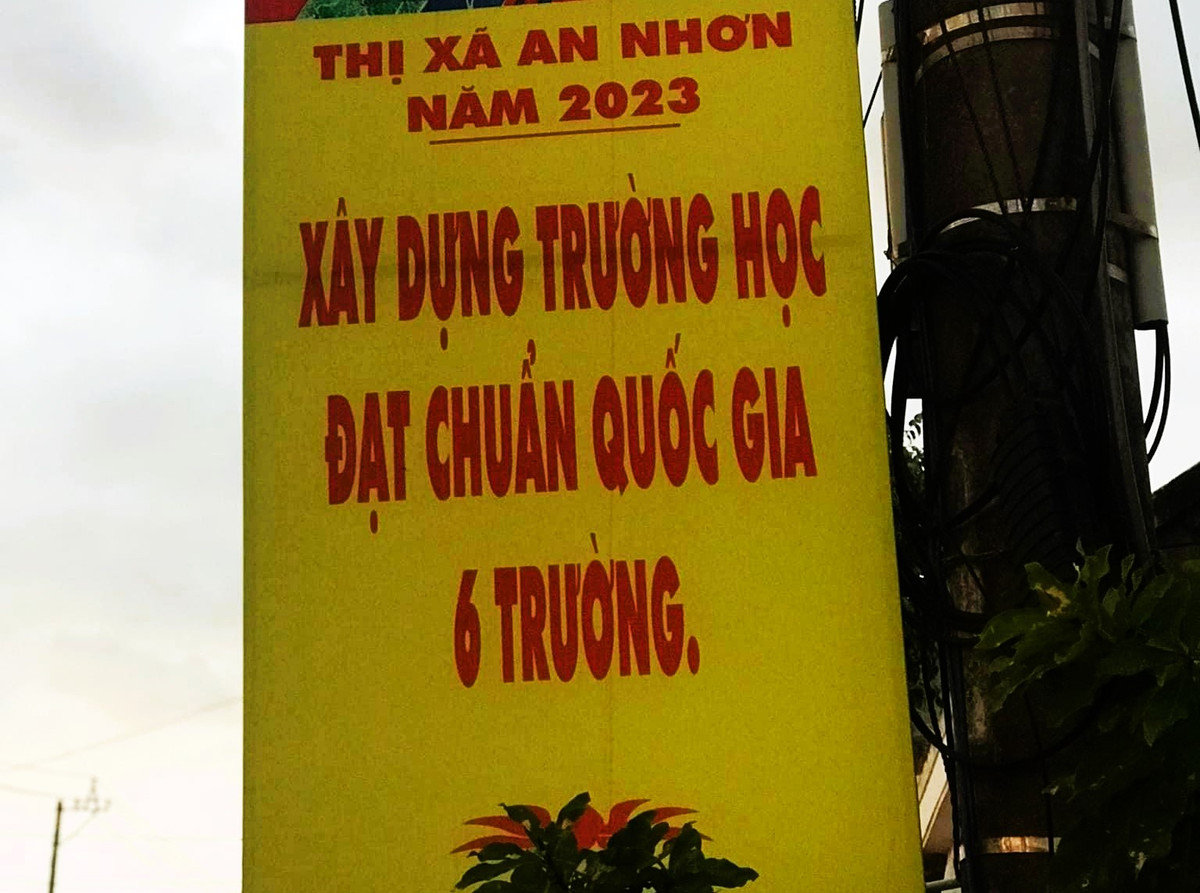 THỊ XÃ AN NHƠN
NĂM 2023
XÂY DỰNG TRƯỜNG HỌC
ĐẠT CHUẨN QUỐC GIA
6 TRƯỜNG.